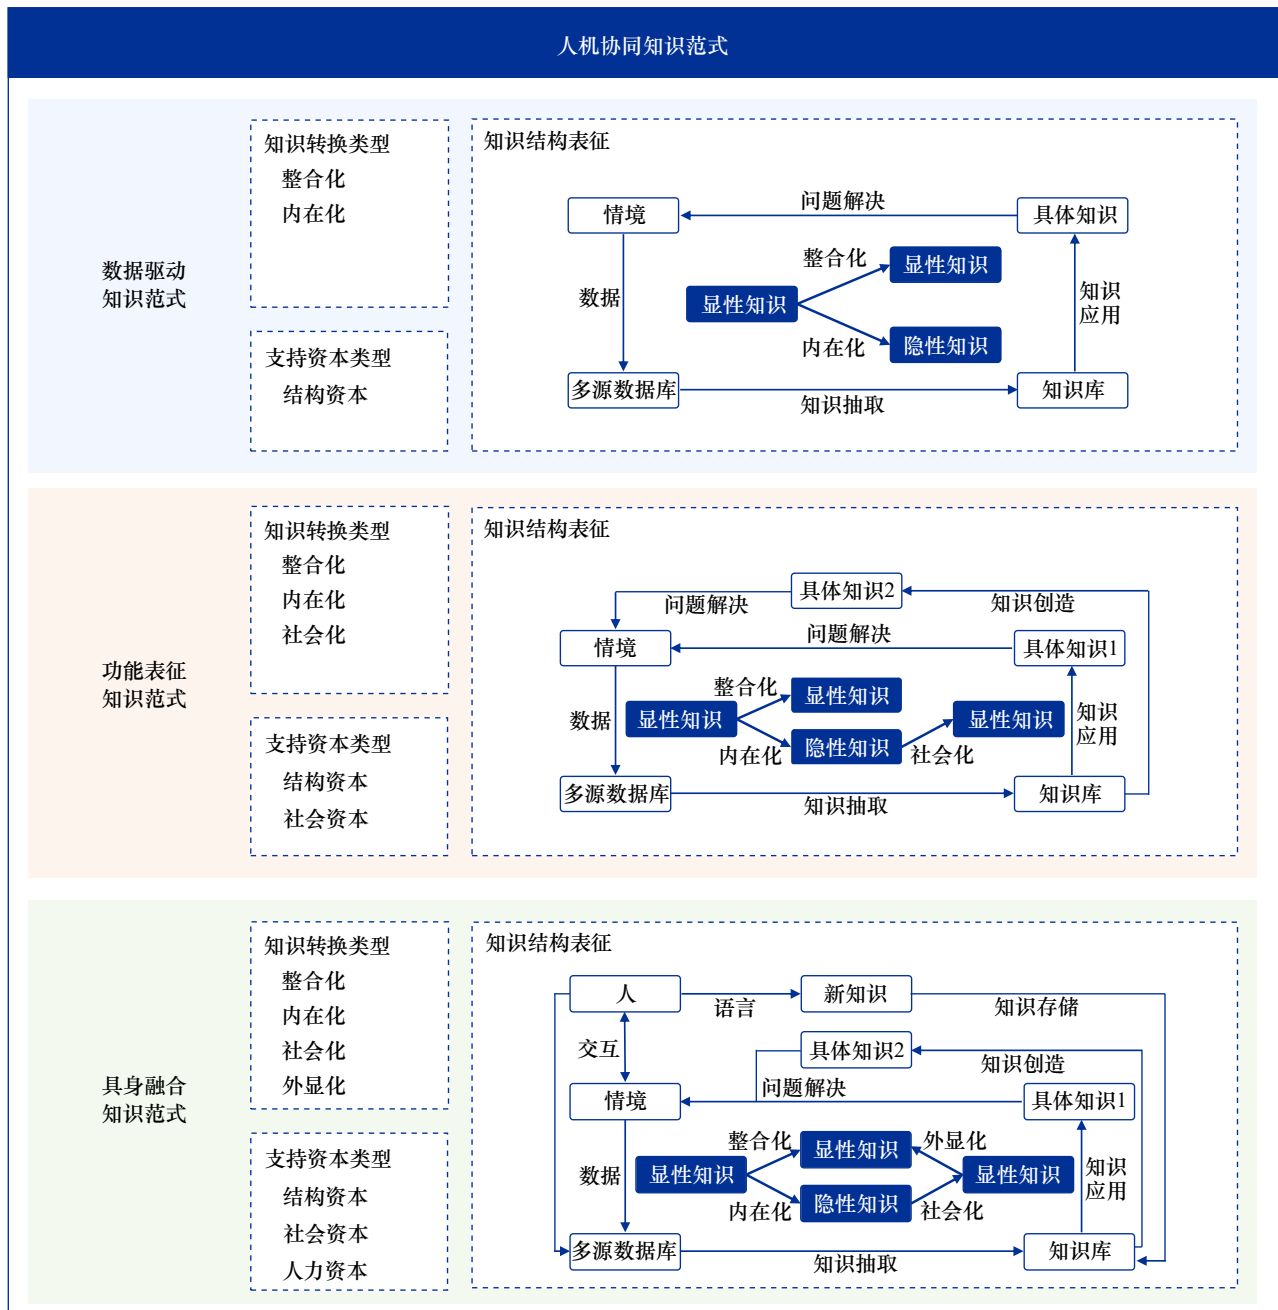 人机协同知识范式
数据驱动
知识范式
知识转换类型
整合化
内在化
支持资本类型
结构资本
知识结构表征
情境
问题解决
具体知识
整合化
显性知识
显性知识
数据
知识
应用
内在化
隐性知识
多源数据库
知识抽取
知识库
功能表征
知识范式
知识转换类型
整合化
内在化
社会化
支持资本类型
结构资本
社会资本
知识结构表征
具体知识2
问题解决
知识创造
情境
问题解决
具体知识1
整合化
显性知识
显性知识
显性知识
数据
知识
应用
内在化
隐性知识
社会化
多源数据库
知识抽取
知识库
具身融合
知识范式
知识转换类型
整合化
内在化
社会化
外显化
支持资本类型
结构资本
社会资本
人力资本
知识结构表征
人
语言
新知识
知识存储
交互
具体知识2
知识创造
问题解决
情境
具体知识1
整合化
显性知识
外显化
显性知识
显性知识
数据
知识
应用
内在化
隐性知识
社会化
多源数据库
知识抽取
知识库